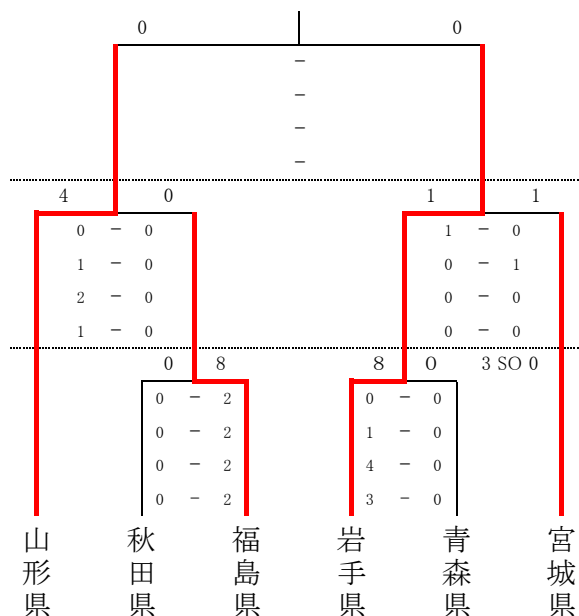 0 0
-
-
-
-
4 0 1 1
0 - 0 1 - 0
1 - 0 0 - 1
2 - 0 0 - 0
1 - 0 0 - 0
0 8 8 0 3 SO 0
0 - 2 0 - 0
0 - 2 1 - 0
0 - 2 4 - 0
0 - 2 3 - 0
山形県 秋田県 福島県 岩手県 青森県 宮城県